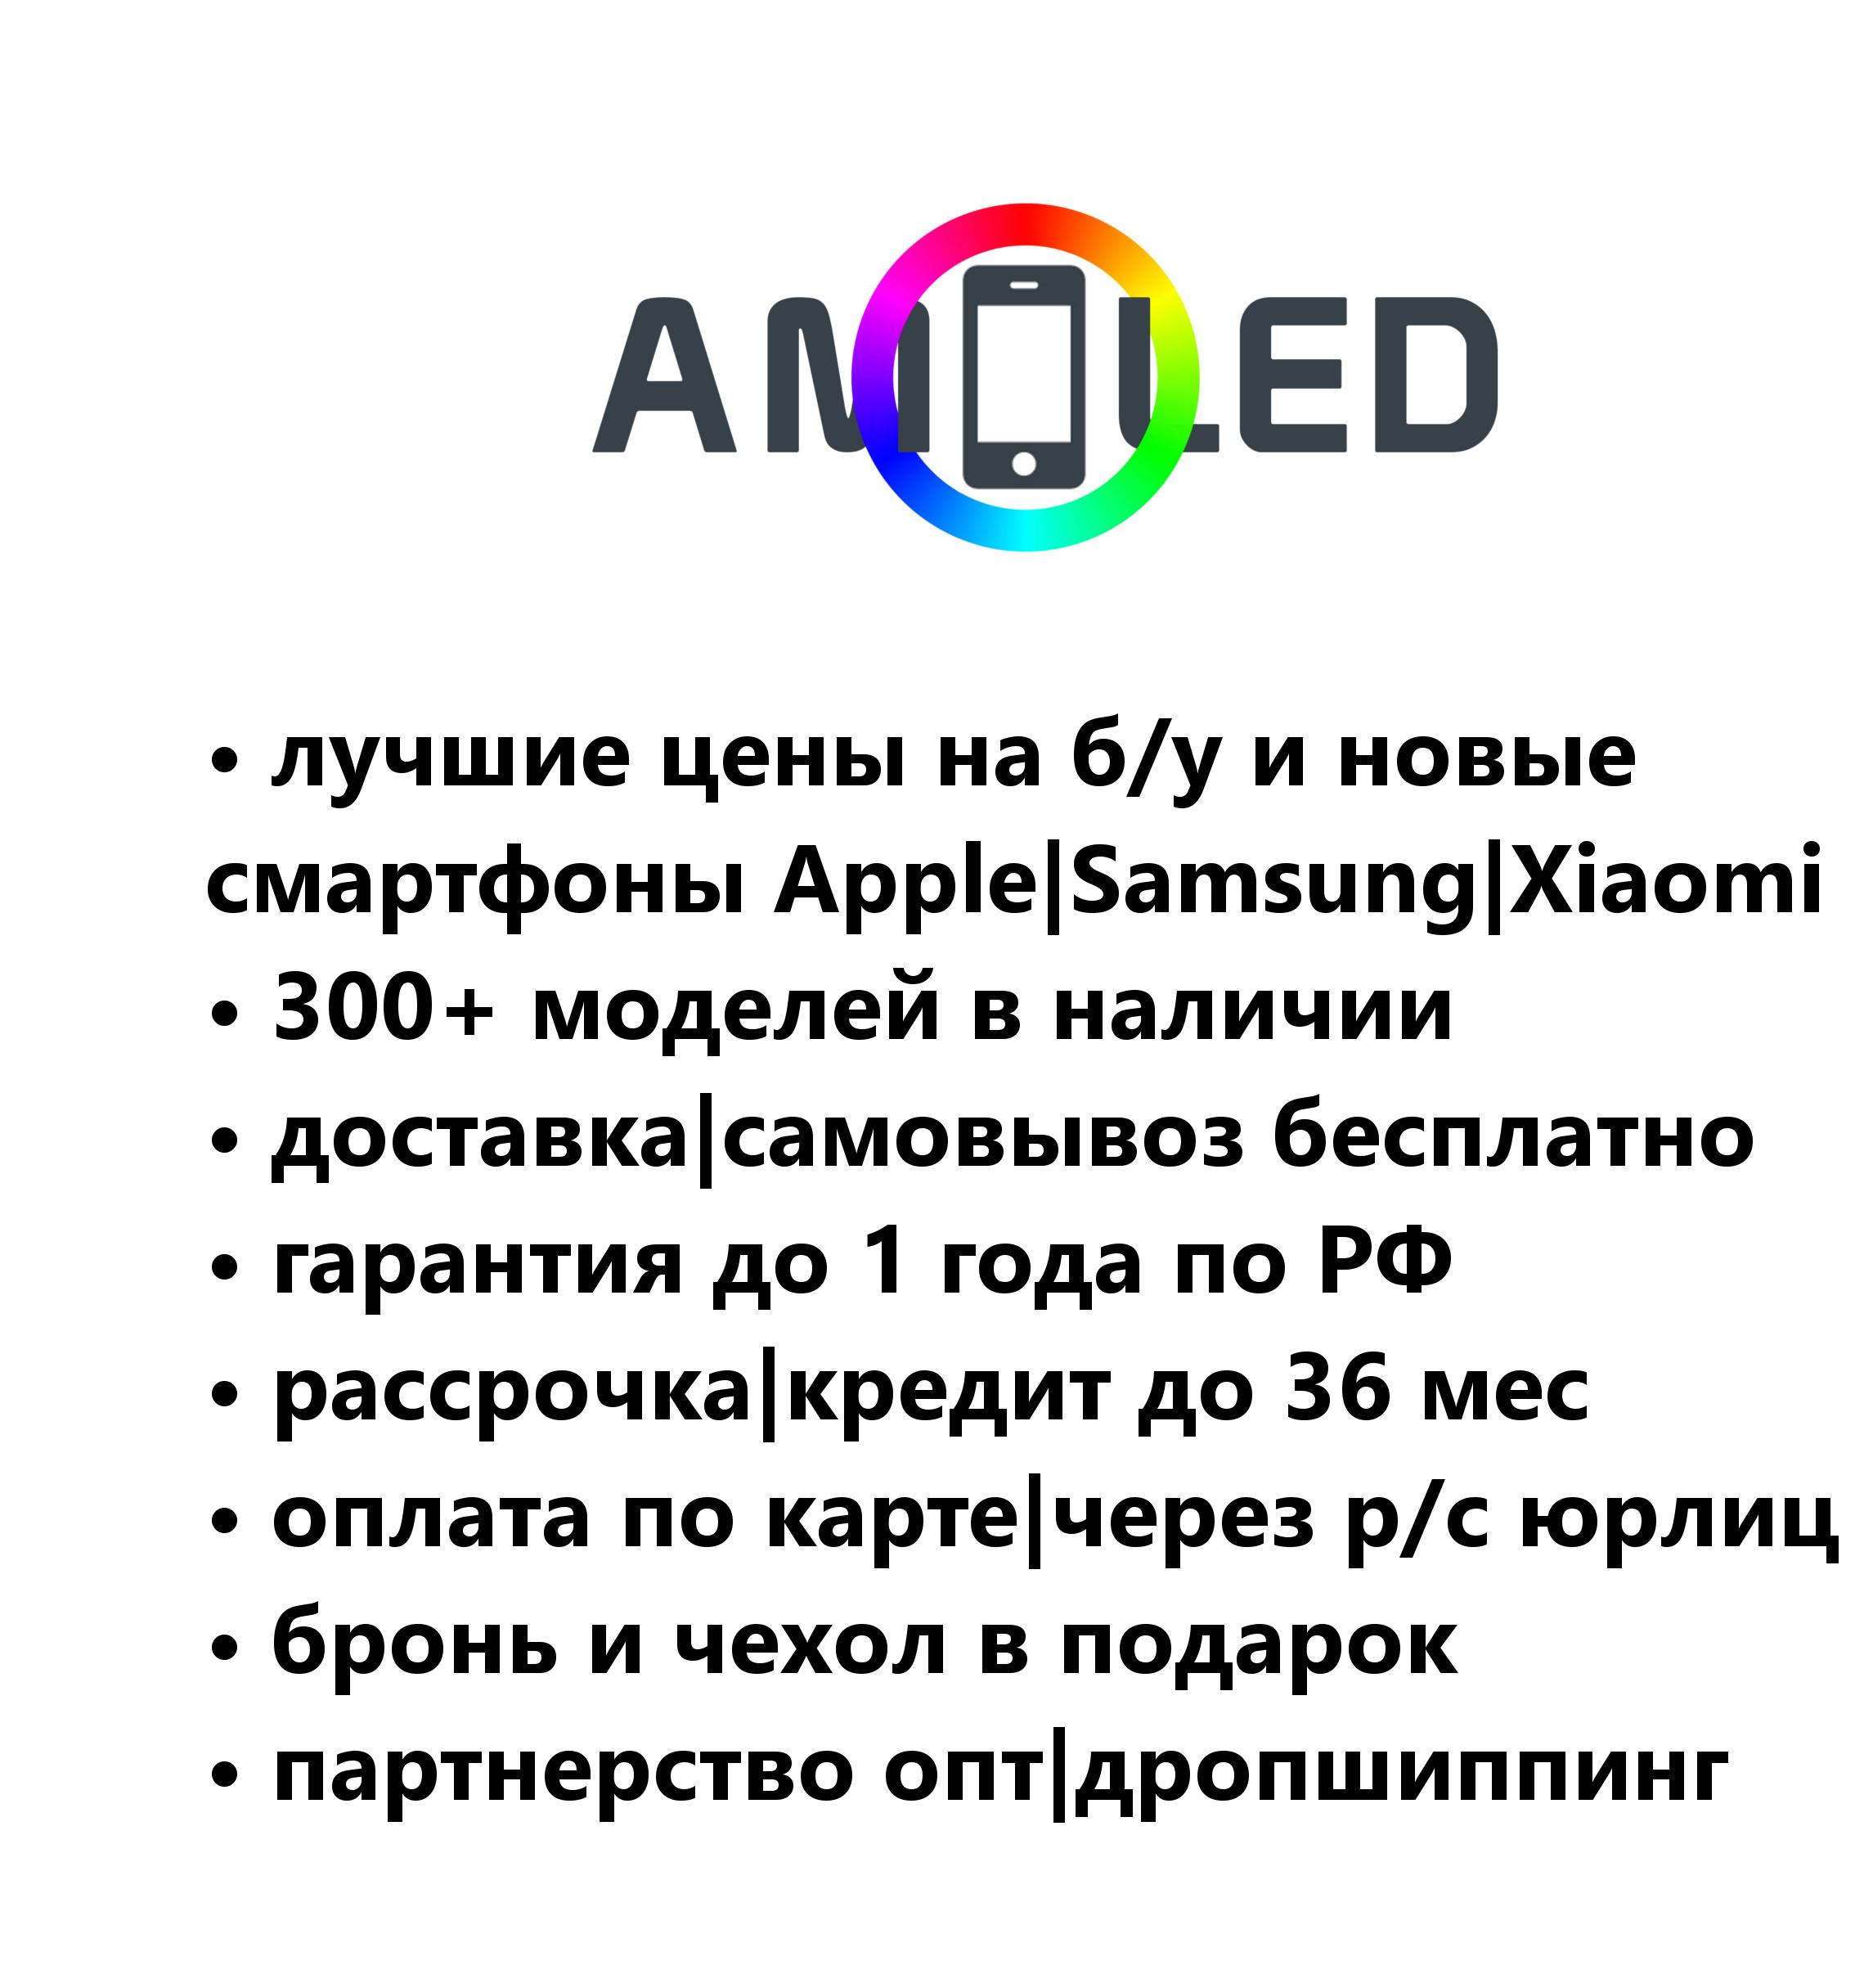 AMOLED
• лучшие цены на б/у и новые
смартфоны Apple|Samsung|Xiaomi
• 300+ моделей в наличии
• доставка|самовывоз бесплатно
• гарантия до 1 года по РФ
• рассрочка|кредит до 36 мес
• оплата по карте|через р/с юрлиц
• бронь и чехол в подарок
• партнерство опт|дропшиппинг